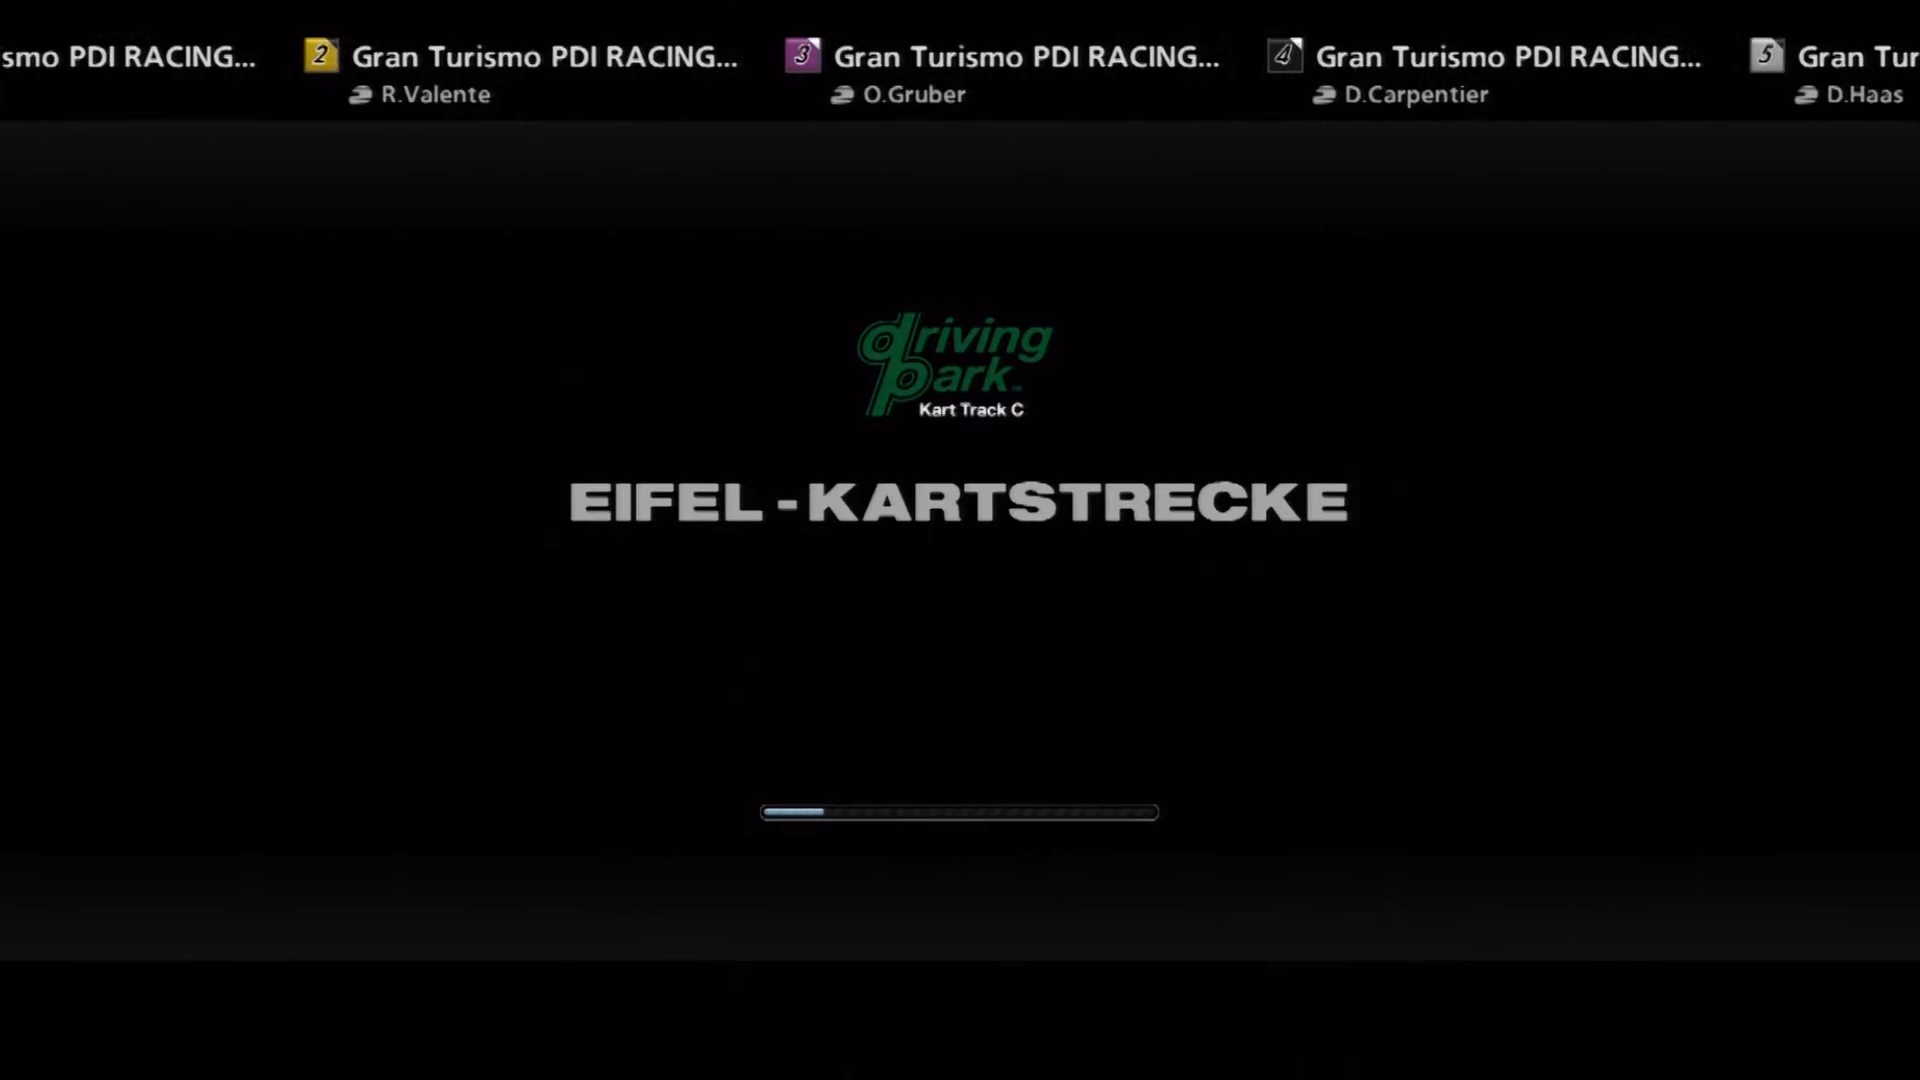 smo PDI RACING...
2 Gran Turismo PDI RACING...
R.Valente
3 Gran Turismo PDI RACING...
O.Gruber
4 Gran Turismo PDI RACING...
D.Carpentier
5 Gran Tur
D.Haas
driving
park™
Kart Track C
EIFEL - KARTSTRECKE